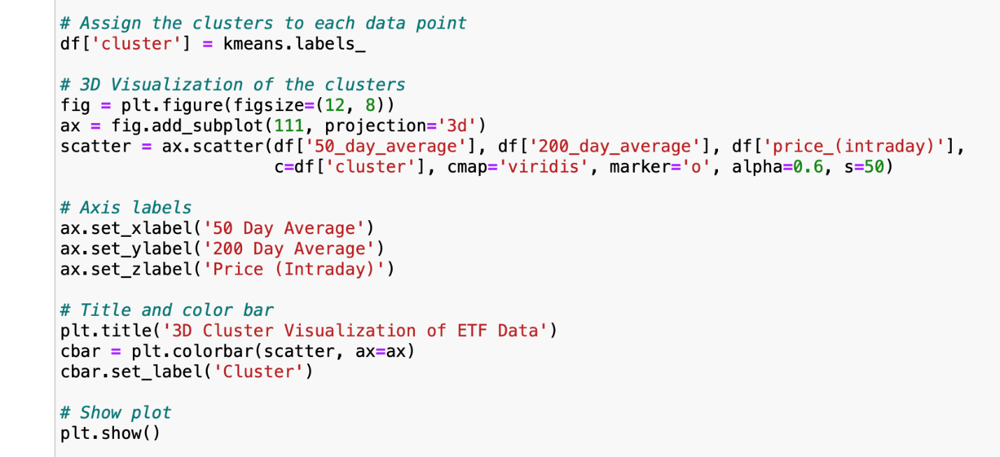 # Assign the clusters to each data point
df['cluster'] = kmeans.labels_
# 3D Visualization of the clusters
fig = plt.figure(figsize=(12, 8))
ax = fig.add_subplot(111, projection='3d')
scatter = ax.scatter(df['50_day_average'], df['200_day_average'], df['price_(intraday)'],
                     c=df['cluster'], cmap='viridis', marker='o', alpha=0.6, s=50)
# Axis labels
ax.set_xlabel('50 Day Average')
ax.set_ylabel('200 Day Average')
ax.set_zlabel('Price (Intraday)')
# Title and color bar
plt.title('3D Cluster Visualization of ETF Data')
cbar = plt.colorbar(scatter, ax=ax)
cbar.set_label('Cluster')
# Show plot
plt.show()